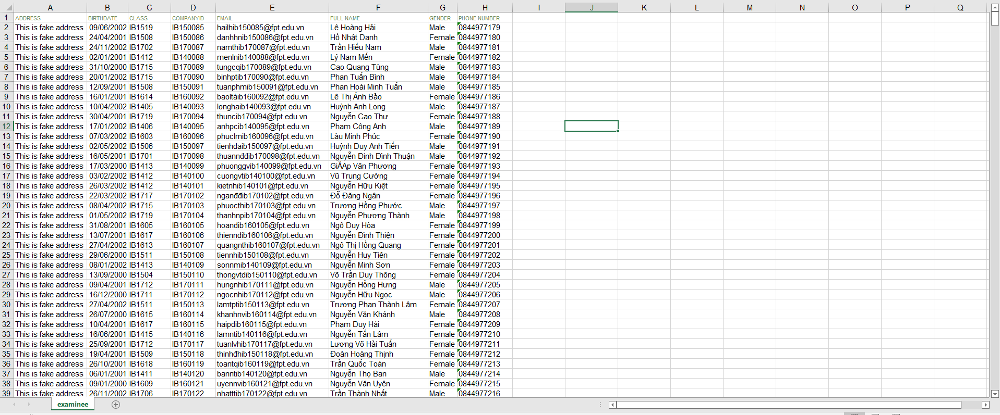 A B C D E F G H I J K L M N O P Q
1 ADDRESS BIRTHDATE CLASS COMPANYID EMAIL FULL NAME GENDER PHONE NUMBER
2 This is fake address 09/06/2002 IB1519 IB150085 hailhib150085@fpt.edu.vn Lê Hoàng Hải Male 0844977179
3 This is fake address 24/04/2001 IB1508 IB150086 danhhnib150086@fpt.edu.vn Hồ Nhật Danh Female 0844977180
4 This is fake address 24/11/2002 IB1702 IB170087 namthib170087@fpt.edu.vn Trần Hiếu Nam Male 0844977181
5 This is fake address 02/01/2001 IB1412 IB140088 menlnib140088@fpt.edu.vn Lý Nam Mến Female 0844977182
6 This is fake address 31/10/2000 IB1715 IB170089 tungcqib170089@fpt.edu.vn Cao Quang Tùng Male 0844977183
7 This is fake address 20/01/2002 IB1715 IB170090 binhptib170090@fpt.edu.vn Phan Tuấn Bình Male 0844977184
8 This is fake address 12/09/2001 IB1508 IB150091 tuanphmib150091@fpt.edu.vn Phan Hoài Minh Tuấn Male 0844977185
9 This is fake address 16/01/2001 IB1614 IB160092 baoltáib160092@fpt.edu.vn Lê Thị Ánh Bảo Female 0844977186
10 This is fake address 10/04/2002 IB1405 IB140093 longhaib140093@fpt.edu.vn Huỳnh Anh Long Male 0844977187
11 This is fake address 30/04/2001 IB1719 IB170094 thuncib170094@fpt.edu.vn Nguyễn Cao Thư Female 0844977188
12 This is fake address 17/01/2002 IB1406 IB140095 anhpcib140095@fpt.edu.vn Phạm Công Anh Male 0844977189
13 This is fake address 07/03/2002 IB1603 IB160096 phuclmib160096@fpt.edu.vn Làu Minh Phúc Female 0844977190
14 This is fake address 02/05/2002 IB1506 IB150097 tienhdaib150097@fpt.edu.vn Huỳnh Duy Anh Tiến Male 0844977191
15 This is fake address 16/05/2001 IB1701 IB170098 thuannđđib170098@fpt.edu.vn Nguyễn Đinh Đình Thuận Male 0844977192
16 This is fake address 17/03/2000 IB1413 IB140099 phuonggvib140099@fpt.edu.vn GiĂĄp Văn Phương Female 0844977193
17 This is fake address 03/02/2002 IB1412 IB140100 cuongvtib140100@fpt.edu.vn Vũ Trung Cường Female 0844977194
18 This is fake address 26/03/2002 IB1412 IB140101 kietnhib140101@fpt.edu.vn Nguyễn Hữu Kiệt Female 0844977195
19 This is fake address 22/03/2002 IB1717 IB170102 nganđđib170102@fpt.edu.vn Đỗ Đăng Ngân Female 0844977196
20 This is fake address 08/04/2002 IB1715 IB170103 phuocthib170103@fpt.edu.vn Trương Hồng Phước Male 0844977197
21 This is fake address 01/05/2002 IB1719 IB170104 thanhnpib170104@fpt.edu.vn Nguyễn Phương Thành Male 0844977198
22 This is fake address 31/08/2001 IB1605 IB160105 hoandib160105@fpt.edu.vn Ngô Duy Hòa Female 0844977199
23 This is fake address 13/07/2001 IB1617 IB160106 thiennđib160106@fpt.edu.vn Nguyễn Đình Thiện Female 0844977200
24 This is fake address 27/04/2002 IB1613 IB160107 quangnthib160107@fpt.edu.vn Ngô Thị Hồng Quang Female 0844977201
25 This is fake address 29/06/2000 IB1511 IB150108 tiennhib150108@fpt.edu.vn Nguyễn Huy Tiên Female 0844977202
26 This is fake address 08/01/2002 IB1413 IB140109 sonnmib140109@fpt.edu.vn Nguyễn Minh Sơn Female 0844977203
27 This is fake address 13/09/2000 IB1504 IB150110 thongvtdib150110@fpt.edu.vn Võ Trần Duy Thông Female 0844977204
28 This is fake address 09/04/2001 IB1712 IB170111 hungnhib170111@fpt.edu.vn Nguyễn Hồng Hưng Male 0844977205
29 This is fake address 16/12/2000 IB1711 IB170112 ngocnhib170112@fpt.edu.vn Nguyễn Hữu Ngọc Male 0844977206
30 This is fake address 27/04/2002 IB1511 IB150113 lamtptib150113@fpt.edu.vn Trương Phan Thành Lâm Female 0844977207
31 This is fake address 26/07/2000 IB1615 IB160114 khanhnvib160114@fpt.edu.vn Nguyễn Văn Khánh Male 0844977208
32 This is fake address 10/04/2001 IB1617 IB160115 haipdib160115@fpt.edu.vn Phạm Duy Hải Female 0844977209
33 This is fake address 16/06/2001 IB1415 IB140116 lamntib140116@fpt.edu.vn Nguyễn Tấn Lâm Female 0844977210
34 This is fake address 25/09/2001 IB1712 IB170117 tuanlvhib170117@fpt.edu.vn Lương Võ Hải Tuấn Female 0844977211
35 This is fake address 19/04/2001 IB1509 IB150118 thinhđhib150118@fpt.edu.vn Đoàn Hoàng Thịnh Female 0844977212
36 This is fake address 26/10/2001 IB1618 IB160119 toantqib160119@fpt.edu.vn Trần Quốc Toàn Female 0844977213
37 This is fake address 06/01/2001 IB1411 IB140120 banntib140120@fpt.edu.vn Nguyễn Thọ Ban Male 0844977214
38 This is fake address 09/01/2000 IB1609 IB160121 uyennvib160121@fpt.edu.vn Nguyễn Văn Uyên Female 0844977215
39 This is fake address 26/11/2002 IB1706 IB170122 nhatttib170122@fpt.edu.vn Trần Thành Nhất Male 0844977216
examinee